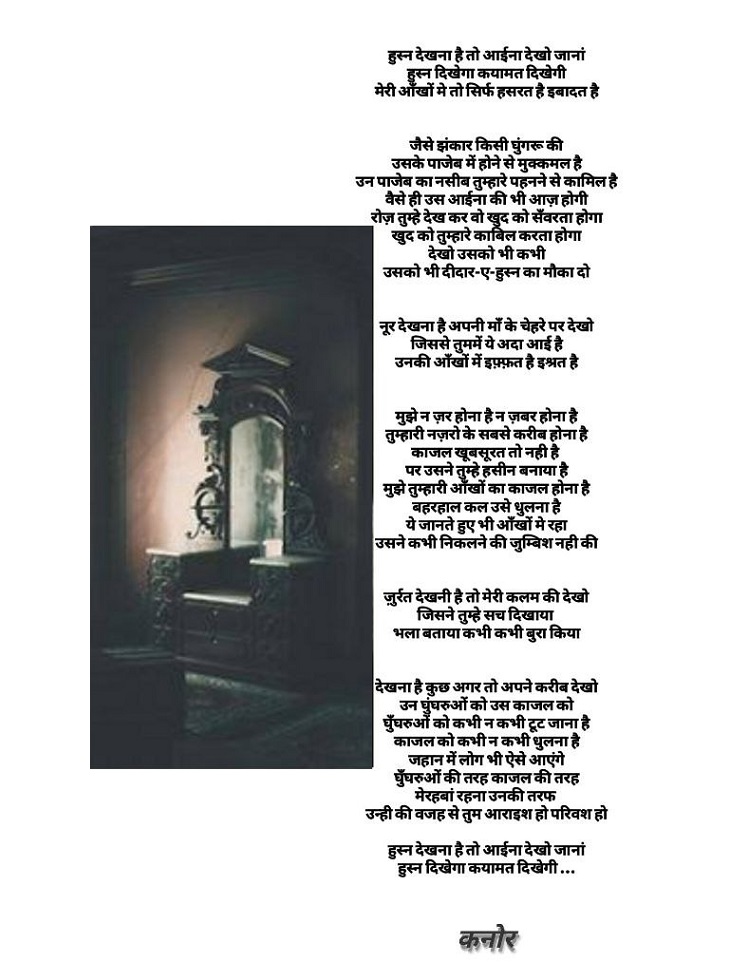 हुस्न देखना है तो आईना देखो जानां
हुस्न दिखेगा कयामत दिखेगी
मेरी आँखों मे तो सिर्फ हसरत है इबादत है
जैसे झंकार किसी घुंगरू की
उसके पाजेब में होने से मुक्कमल है
उन पाजेब का नसीब तुम्हारे पहनने से कामिल है
वैसे ही उस आईना की भी आज़ होगी
रोज़ तुम्हे देख कर वो खुद को सँवरता होगा
खुद को तुम्हारे काबिल करता होगा
देखो उसको भी कभी
उसको भी दीदार-ए-हुस्न का मौका दो
नूर देखना है अपनी माँ के चेहरे पर देखो
जिससे तुममें ये अदा आई है
उनकी आँखों में इफ़्फ़त है इश्रत है
मुझे न ज़र होना है न ज़बर होना है
तुम्हारी नज़रो के सबसे करीब होना है
काजल खूबसूरत तो नही है
पर उसने तुम्हे हसीन बनाया है
मुझे तुम्हारी आँखों का काजल होना है
बहरहाल कल उसे धुलना है
ये जानते हुए भी आँखों मे रहा
उसने कभी निकलने की जुम्बिश नही की
ज़ुर्रत देखनी है तो मेरी कलम की देखो
जिसने तुम्हे सच दिखाया
भला बताया कभी कभी बुरा किया
देखना है कुछ अगर तो अपने करीब देखो
उन घुंघरुओं को उस काजल को
घुँघरुओं को कभी न कभी टूट जाना है
काजल को कभी न कभी धुलना है
जहान में लोग भी ऐसे आएंगे
घुँघरुओं की तरह काजल की तरह
मेरहबां रहना उनकी तरफ
उन्ही की वजह से तुम आराइश हो परिवश हो
हुस्न देखना है तो आईना देखो जानां
हुस्न दिखेगा कयामत दिखेगी ...
कनोर